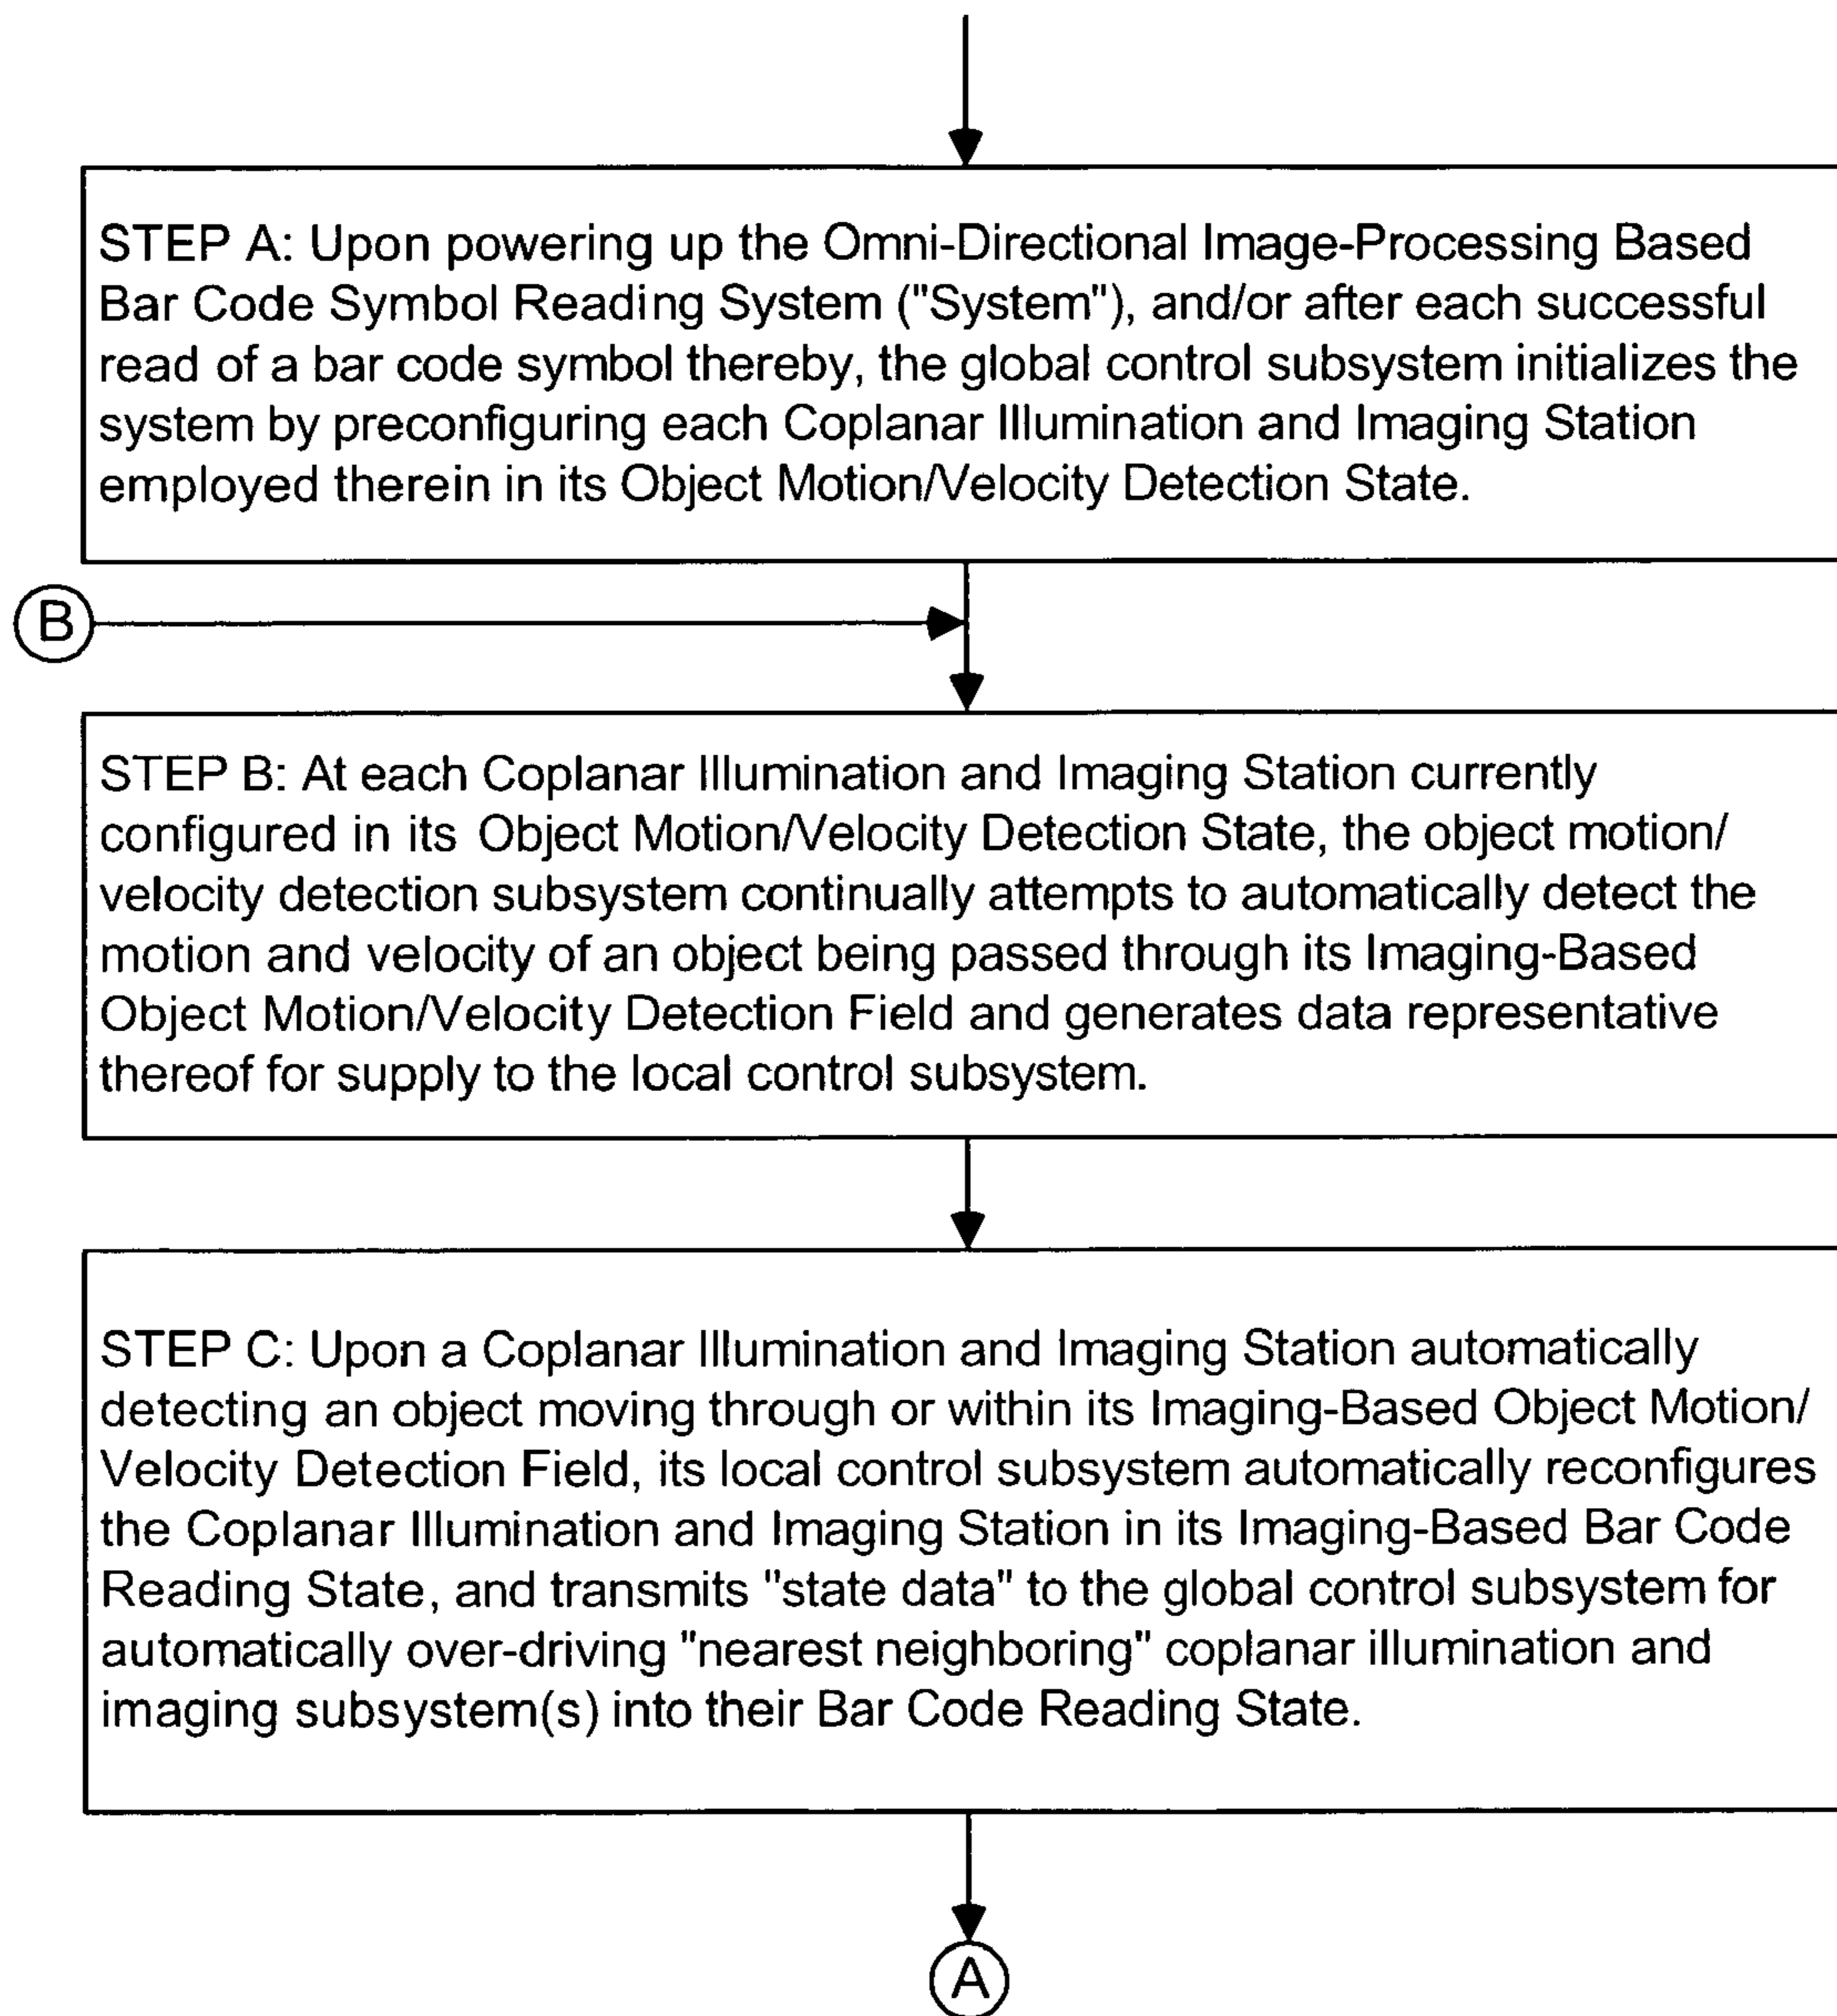 STEP A: Upon powering up the Omni-Directional Image-Processing Based
Bar Code Symbol Reading System ("System"), and/or after each successful
read of a bar code symbol thereby, the global control subsystem initializes the
system by preconfiguring each Coplanar Illumination and Imaging Station
employed therein in its Object Motion/Velocity Detection State.
B
STEP B: At each Coplanar Illumination and Imaging Station currently
configured in its Object Motion/Velocity Detection State, the object motion/
velocity detection subsystem continually attempts to automatically detect the
motion and velocity of an object being passed through its Imaging-Based
Object Motion/Velocity Detection Field and generates data representative
thereof for supply to the local control subsystem.
STEP C: Upon a Coplanar Illumination and Imaging Station automatically
detecting an object moving through or within its Imaging-Based Object Motion/
Velocity Detection Field, its local control subsystem automatically reconfigures
the Coplanar Illumination and Imaging Station in its Imaging-Based Bar Code
Reading State, and transmits "state data" to the global control subsystem for
automatically over-driving "nearest neighboring" coplanar illumination and
imaging subsystem(s) into their Bar Code Reading State.
A